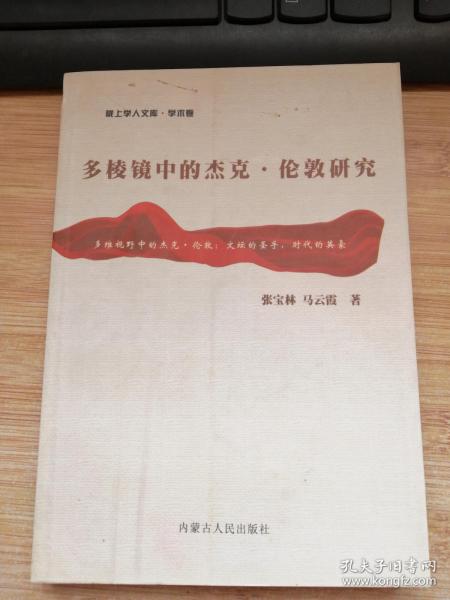 陇上学人文库·学术卷
多棱镜中的杰克·伦敦研究
多维视野中的杰克·伦敦：文坛的圣手，时代的英豪
张宝林 马云霞 著
内蒙古人民出版社
孔夫子旧书网
www.kongfz.com